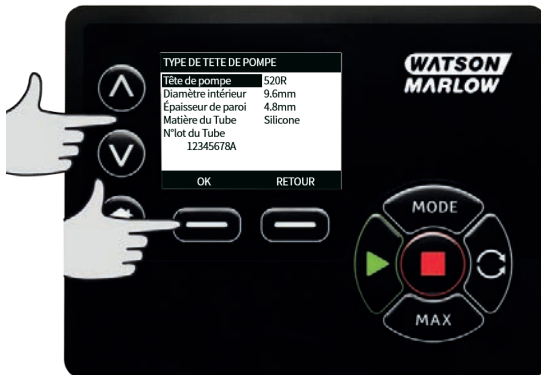 TYPE DE TETE DE POMPE
Tête de pompe 520R
Diamètre intérieur 9.6mm
Épaisseur de paroi 4.8mm
Matière du Tube Silicone
N°lot du Tube
12345678A
OK RETOUR
WATSON
MARLOW
MODE
MAX